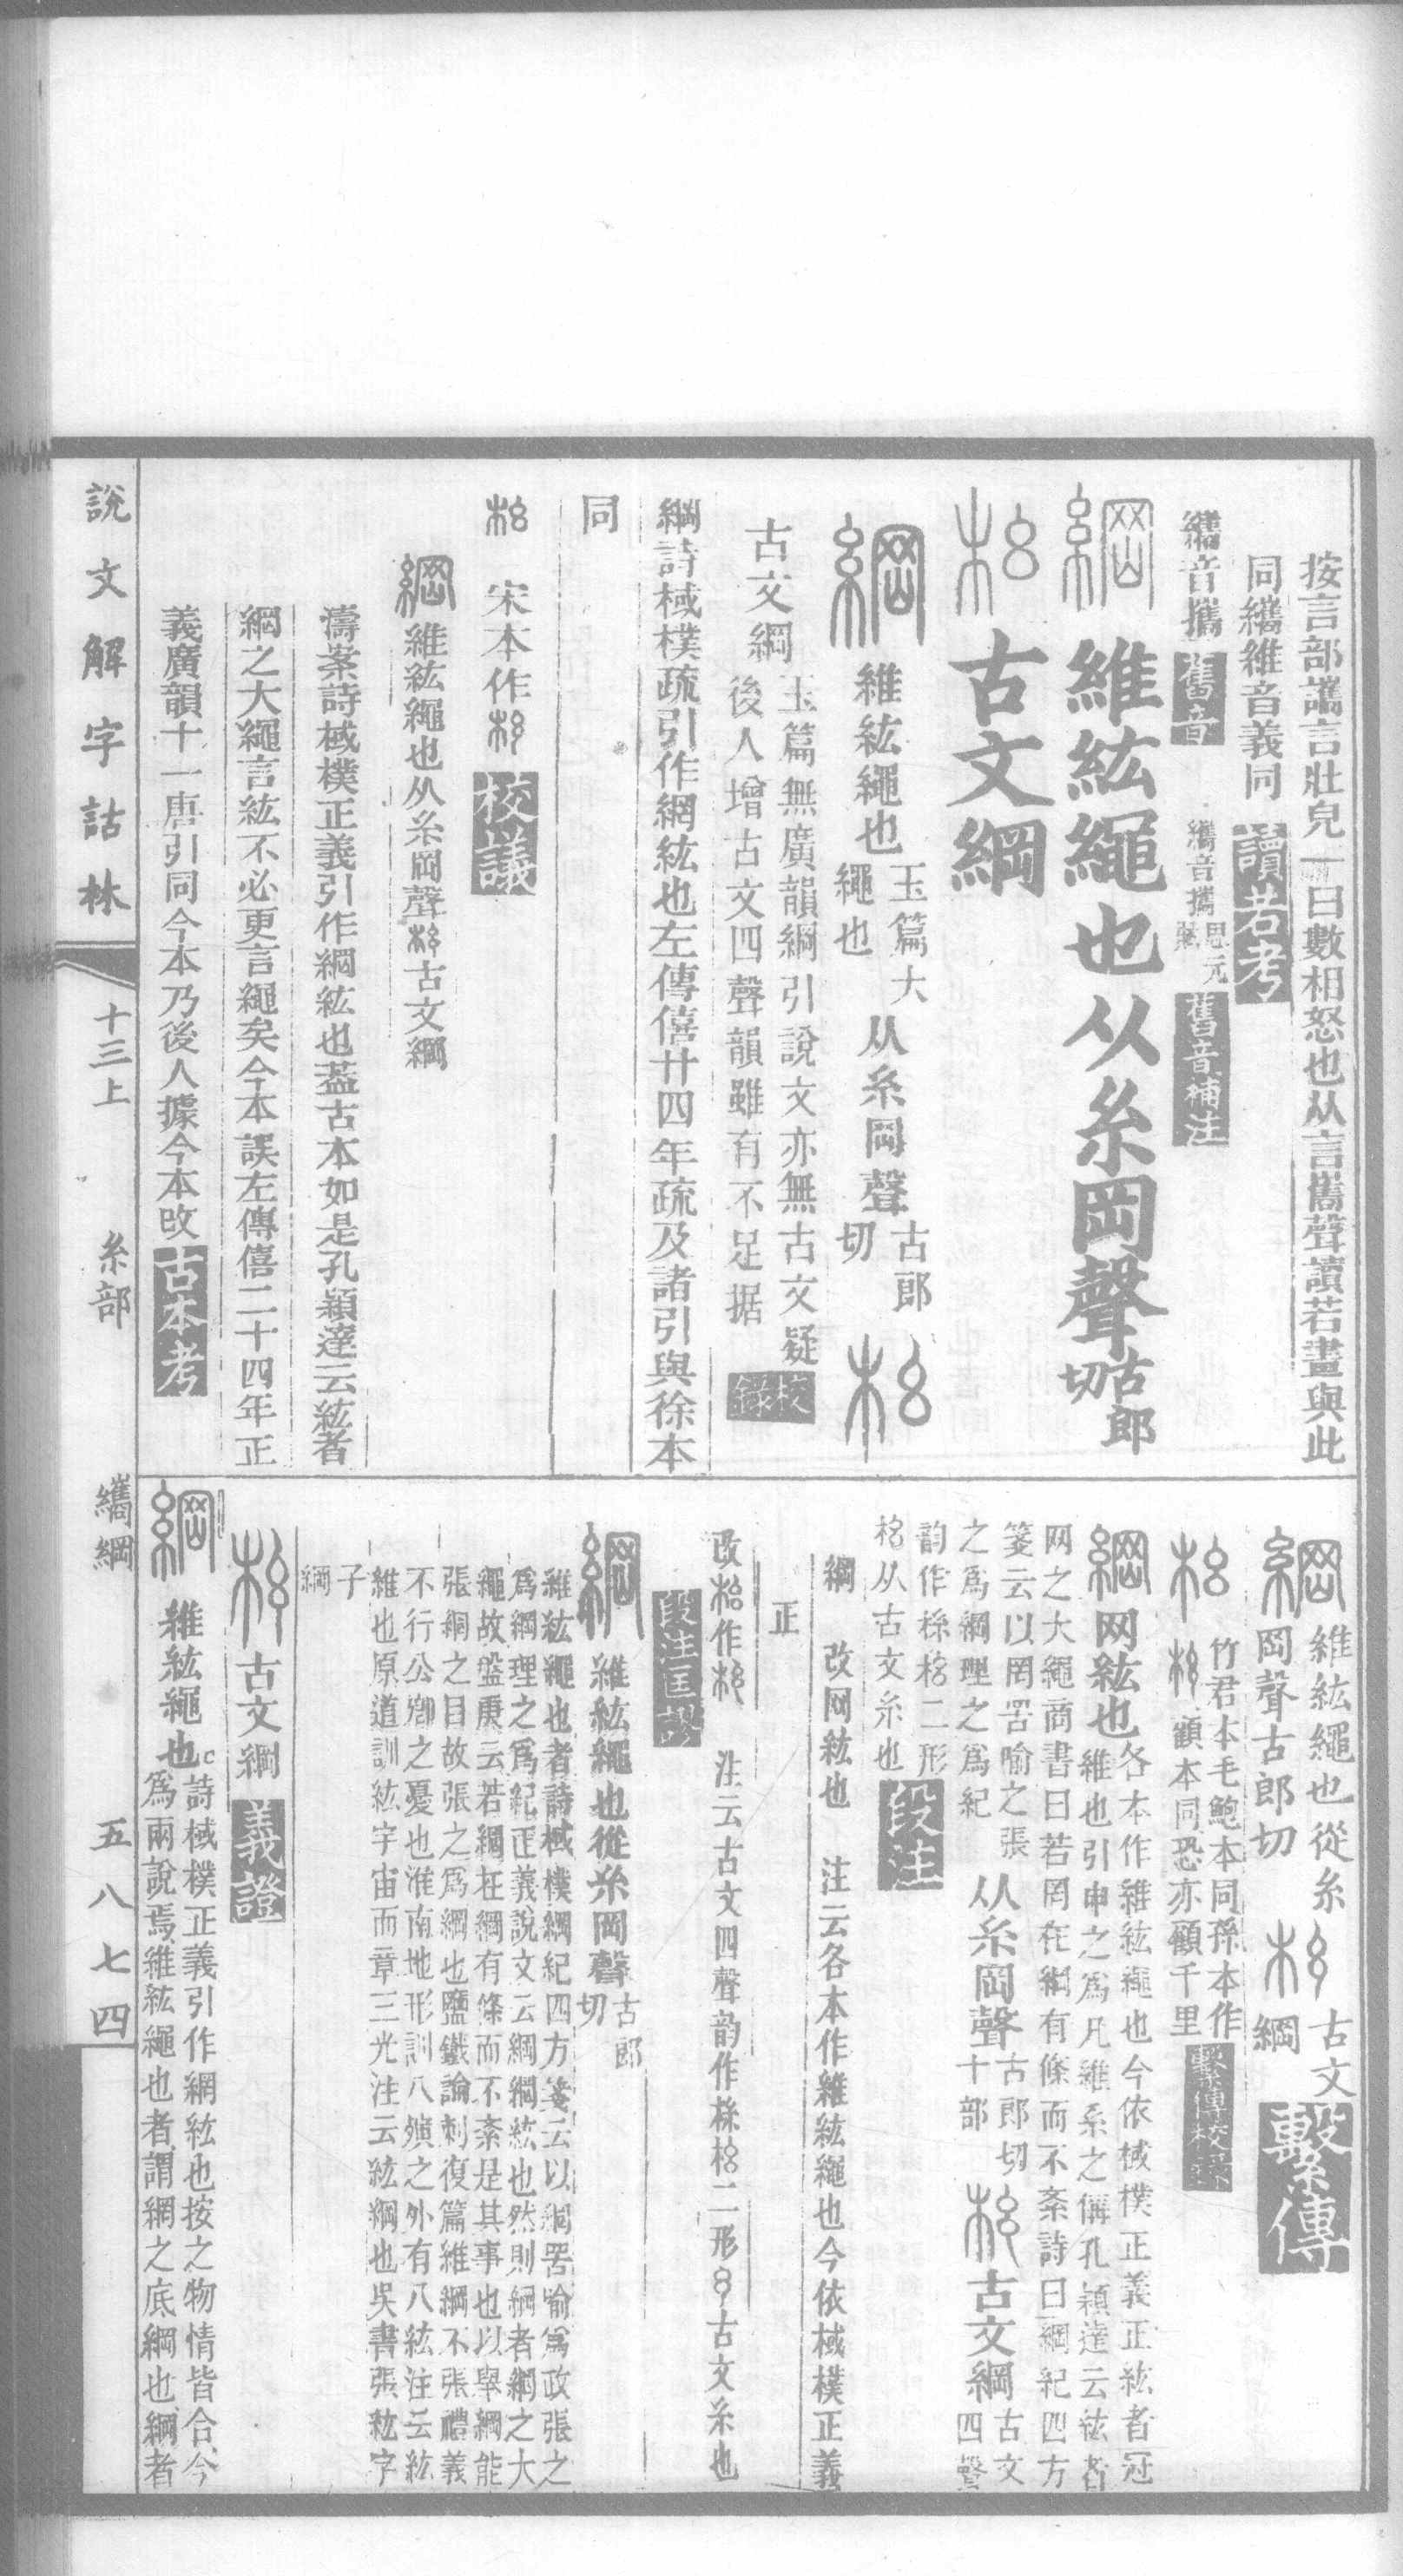 按言部讗言壯皃一曰數相怒也从言巂聲讀若畫與此
同纗維音義同 讀若考
纗音攜 舊音 纗音攜 思元 舊音補注
綱 維紘繩也从糸岡聲 古郎切
古文綱
綱 維紘繩也 玉篇大繩也 从糸岡聲 古郎切
古文綱 玉篇無廣韻綱引說文亦無古文疑
後人增古文四聲韻雖有不足据 校錄
綱詩棫樸疏引作網紘也左傳僖廿四年疏及諸引與徐本
同
宋本作 校議
綱維紘繩也从糸岡聲 古文綱
濤案詩棫樸正義引作綱紘也葢古本如是孔穎達云紘者
網之大繩言紘不必更言繩矣今本誤左傳僖二十四年正
義廣韻十一唐引同今本乃後人據今本改 古本考
綱 維紘繩也從糸
岡聲古郎切 古文
綱 繫傳
竹君本毛鮑本同孫本作
顧本同恐亦顧千里 繫傳校錄
綱 网紘也 各本作維紘繩也今依棫樸正義正紘者冠
維也引申之爲凡維系之偁孔穎達云紘者
网之大繩商書曰若网在綱有條而不紊詩曰綱紀四方
箋云以罔罟喻之張
之爲綱理之爲紀 从糸岡聲 古郎切
十部 古文綱 古文
四聲
韵作 二形
从古文糸也 段注
綱 改网紘也 注云各本作維紘繩也今依棫樸正義
正
改 作 注云古文四聲韵作 二形 古文糸也
段注匡謬
綱 維紘繩也從糸岡聲 古郎切
維紘繩也者詩棫樸綱紀四方箋云以綱罟喻爲政張之
爲綱理之爲紀正義說文云綱網紘也然則綱者網之大
繩故盤庚云若網在綱有條而不紊是其事也以舉綱能
張網之目故張之爲綱也鹽鐵論刺復篇維綱不張禮義
不行公卿之憂也淮南地形訓八殥之外有八紘注云紘
維也原道訓紘宇宙而章三光注云紘綱也吳書張紘字
子
綱
古文綱 義證
綱 維紘繩也 詩棫樸正義引作網紘也按之物情皆合今
爲兩說焉維紘繩也者謂網之底綱也綱者
說文解字詁林 十三上 糸部 纗綱 五八七四